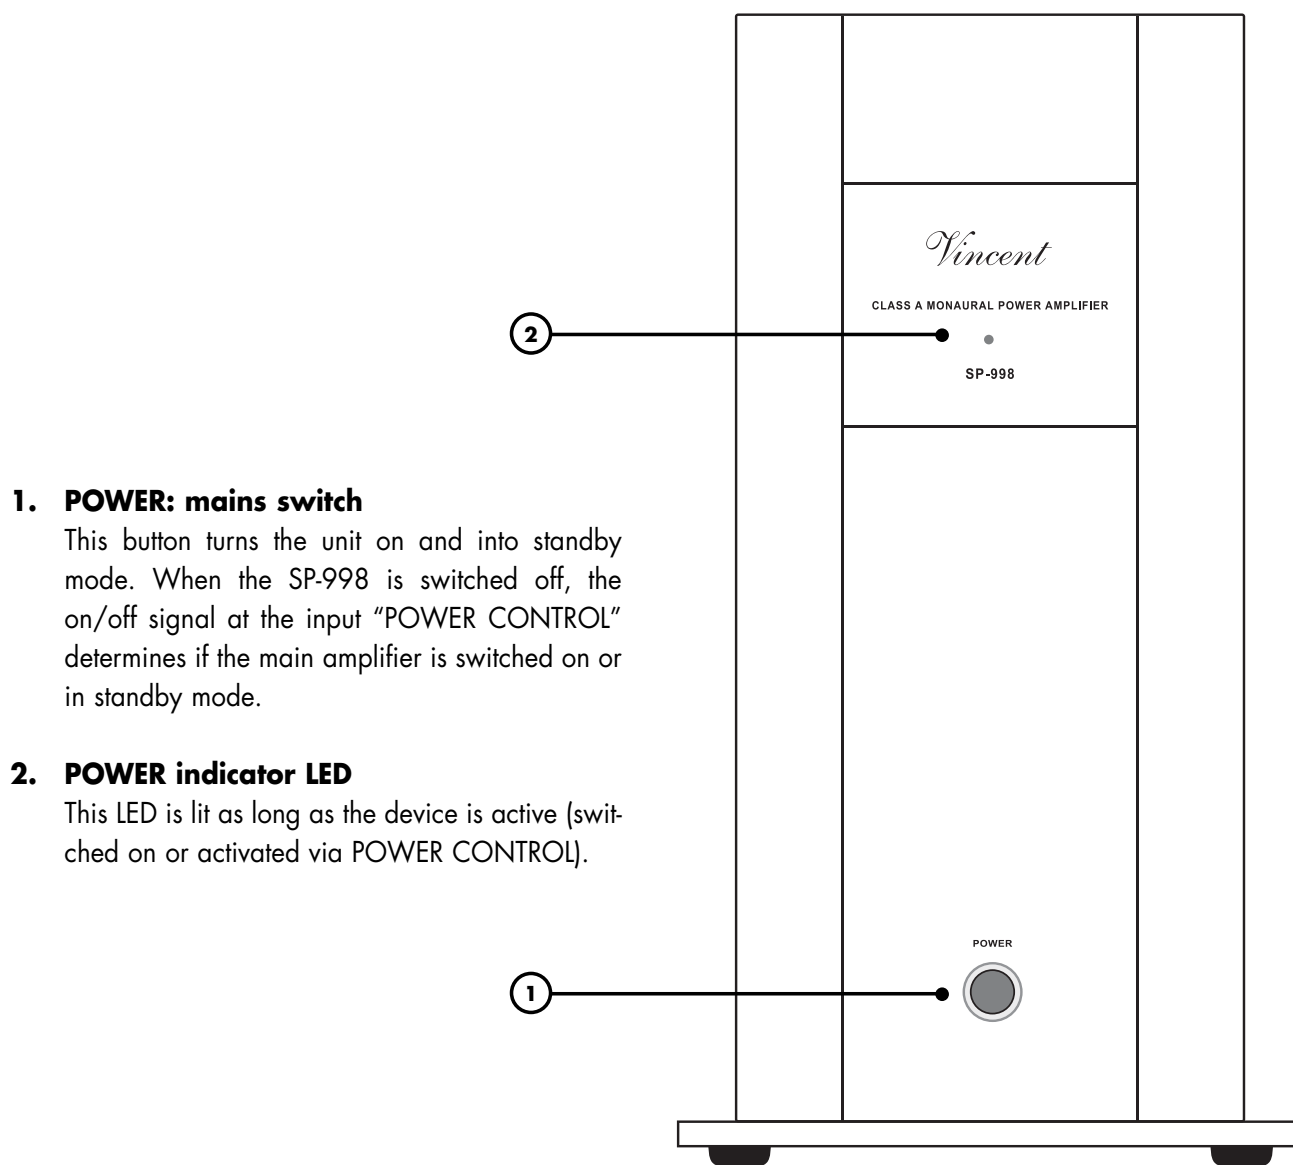 Vincent
CLASS A MONAURAL POWER AMPLIFIER
2
SP-998
1. POWER: mains switch
This button turns the unit on and into standby
mode. When the SP-998 is switched off, the
on/off signal at the input “POWER CONTROL”
determines if the main amplifier is switched on or
in standby mode.
2. POWER indicator LED
This LED is lit as long as the device is active (swit-
ched on or activated via POWER CONTROL).
POWER
1